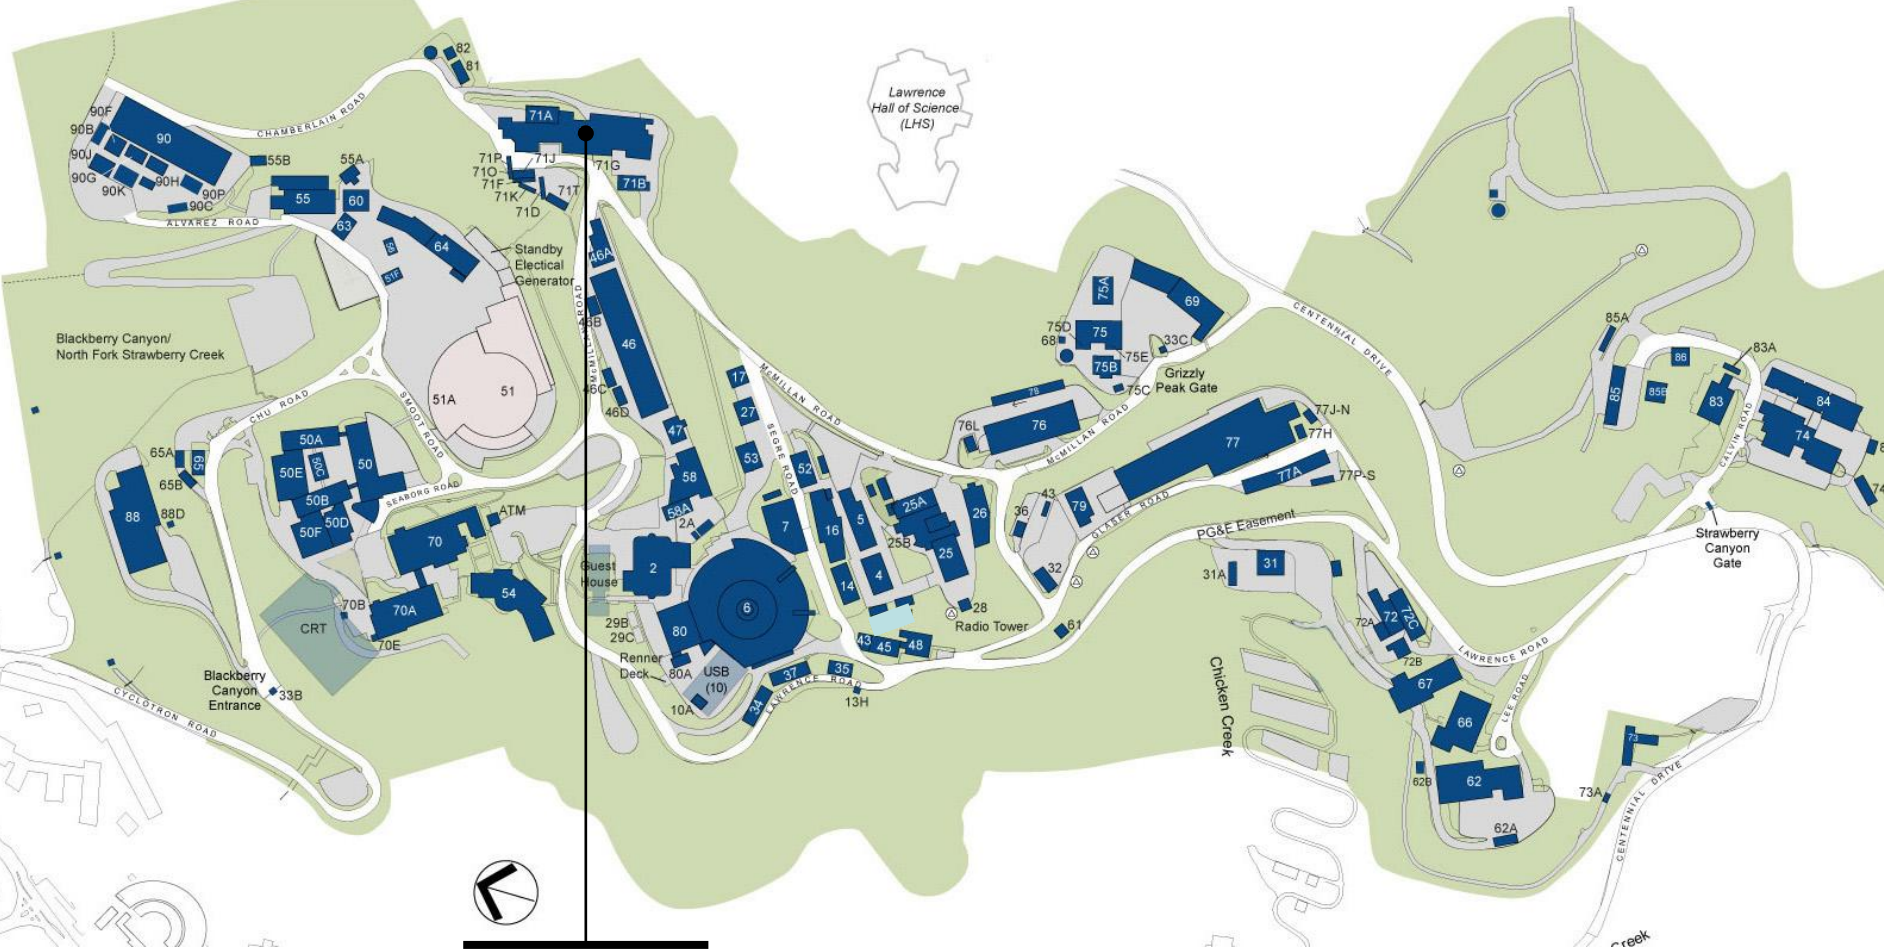 82
81
90F
90B
90
90J
90G
90K
90H
90P
90C
CHAMBERLAIN ROAD
ALVAREZ ROAD
55B
55A
55
60
63
56
51F
64
71A
71P
71J
71O
71F
71K
71D
71T
71G
71B
Lawrence
Hall of Science
(LHS)
Standby
Electical
Generator
Blackberry Canyon/
North Fork Strawberry Creek
46A
46B
46
46C
46D
47
51A
51
CHU ROAD
SMOOT ROAD
SEABORG ROAD
McMILLAN ROAD
SEGRE ROAD
17
27
53
52
58
58A
2A
2
7
16
5
14
4
25A
25B
25
26
65A
65
65B
88
88D
50A
50E
50C
50
50B
50F
50D
70
ATM
54
70A
70B
70E
CRT
Guest
House
29B
29C
Renner
Deck
80
80A
6
USB
(10)
10A
34
37
35
LAWRENCE ROAD
13H
43
45
48
28
Radio Tower
61
Blackberry
Canyon
Entrance
33B
CYCLOTRON ROAD
75A
69
75D
68
75
75E
75B
75C
33C
Grizzly
Peak Gate
CENTENNIAL DRIVE
78
76
76L
McMILLAN ROAD
77
77J-N
77H
77A
77P-S
79
43
36
32
GLASER ROAD
PG&E Easement
31
31A
72
72A
72C
72B
67
66
LAWRENCE ROAD
LEE ROAD
62
62B
62A
73
73A
CENTENNIAL DRIVE
Chicken Creek
Creek
85A
85
86
85B
83A
83
84
74
CALVIN ROAD
Strawberry
Canyon
Gate